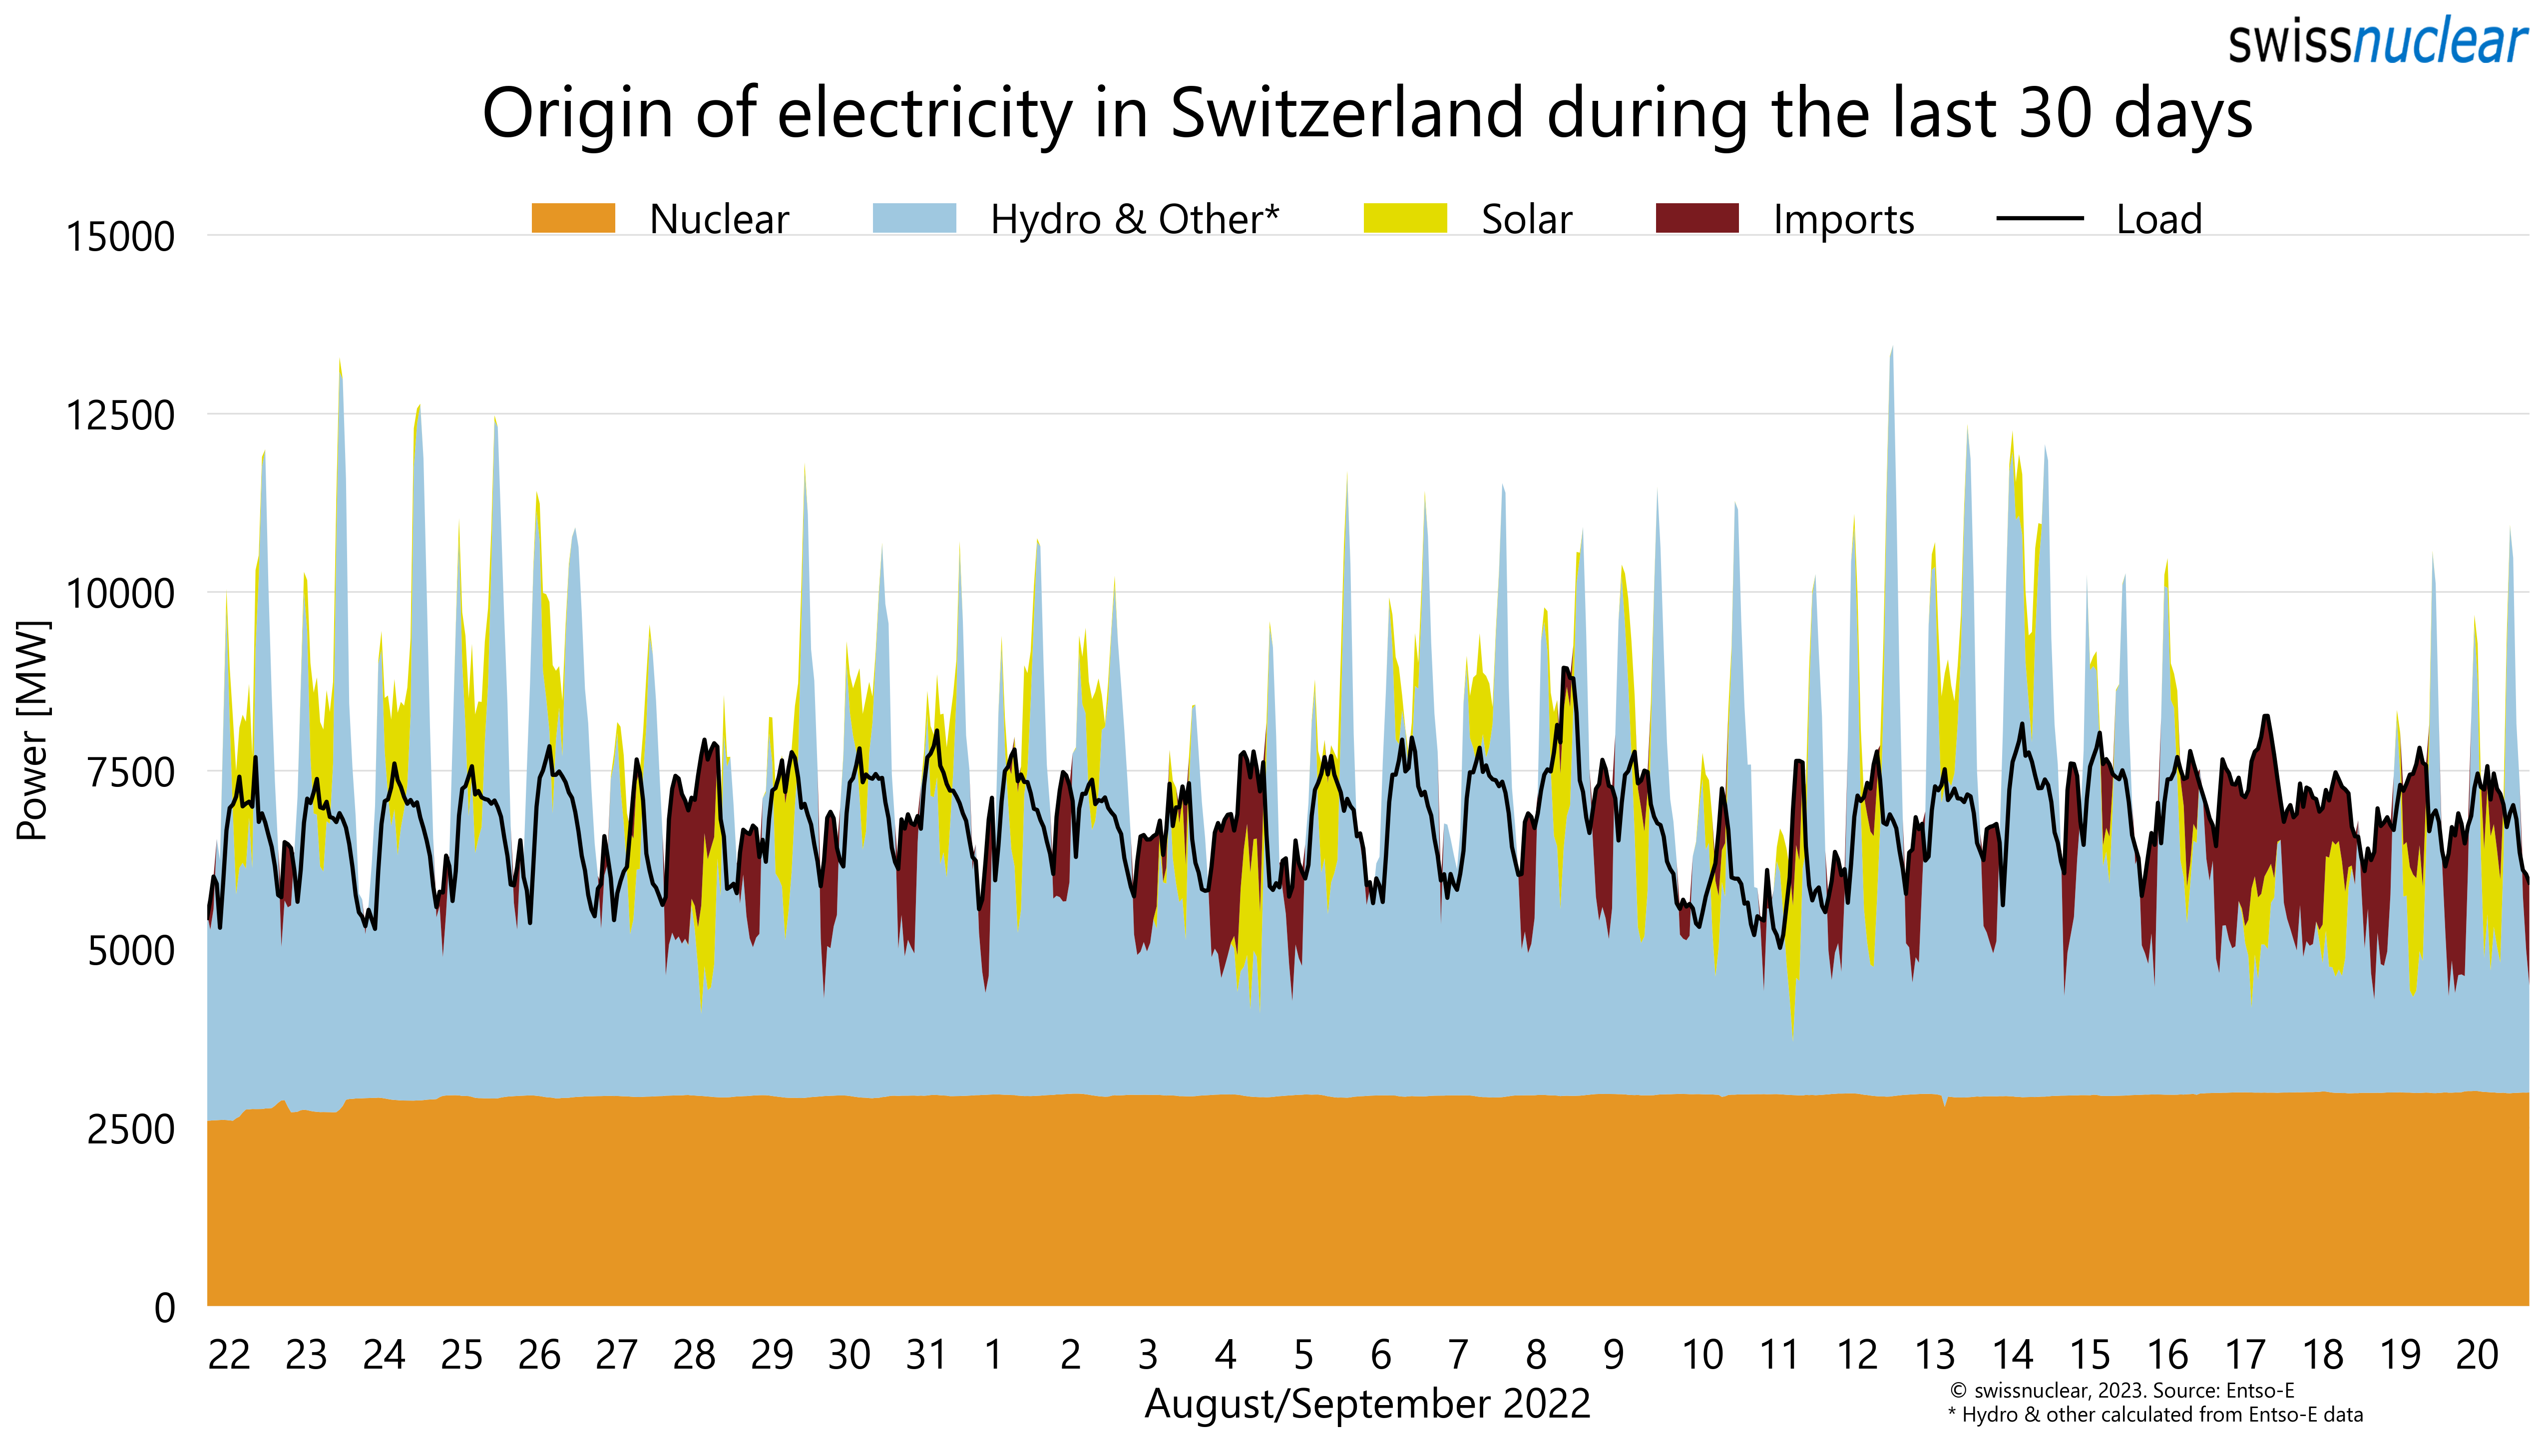 swissnuclear
Origin of electricity in Switzerland during the last 30 days
Nuclear Hydro & Other* Solar Imports Load
15000
12500
10000
7500
5000
2500
0
Power [MW]
22 23 24 25 26 27 28 29 30 31 1 2 3 4 5 6 7 8 9 10 11 12 13 14 15 16 17 18 19 20
August/September 2022
© swissnuclear, 2023. Source: Entso-E
* Hydro & other calculated from Entso-E data